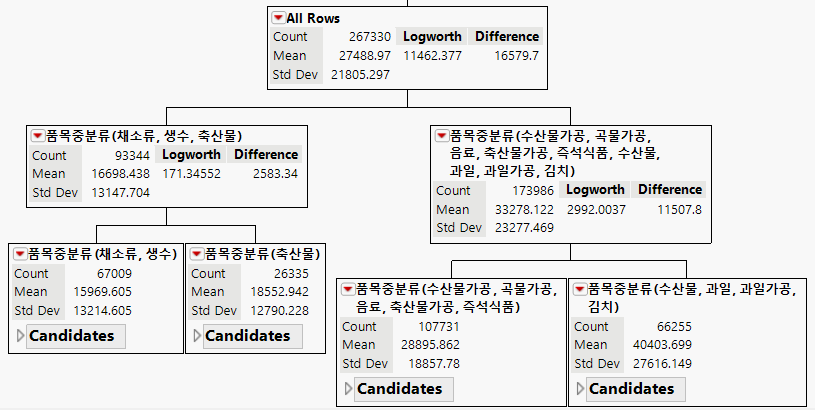 All Rows
Count 267330 Logworth Difference
Mean 27488.97 11462.377 16579.7
Std Dev 21805.297
품목중분류(채소류, 생수, 축산물)
Count 93344 Logworth Difference
Mean 16698.438 171.34552 2583.34
Std Dev 13147.704
품목중분류(수산물가공, 곡물가공,
음료, 축산물가공, 즉석식품, 수산물,
과일, 과일가공, 김치)
Count 173986 Logworth Difference
Mean 33278.122 2992.0037 11507.8
Std Dev 23277.469
품목중분류(채소류, 생수)
Count 67009
Mean 15969.605
Std Dev 13214.605
Candidates
품목중분류(축산물)
Count 26335
Mean 18552.942
Std Dev 12790.228
Candidates
품목중분류(수산물가공, 곡물가공,
음료, 축산물가공, 즉석식품)
Count 107731
Mean 28895.862
Std Dev 18857.78
Candidates
품목중분류(수산물, 과일, 과일가공,
김치)
Count 66255
Mean 40403.699
Std Dev 27616.149
Candidates